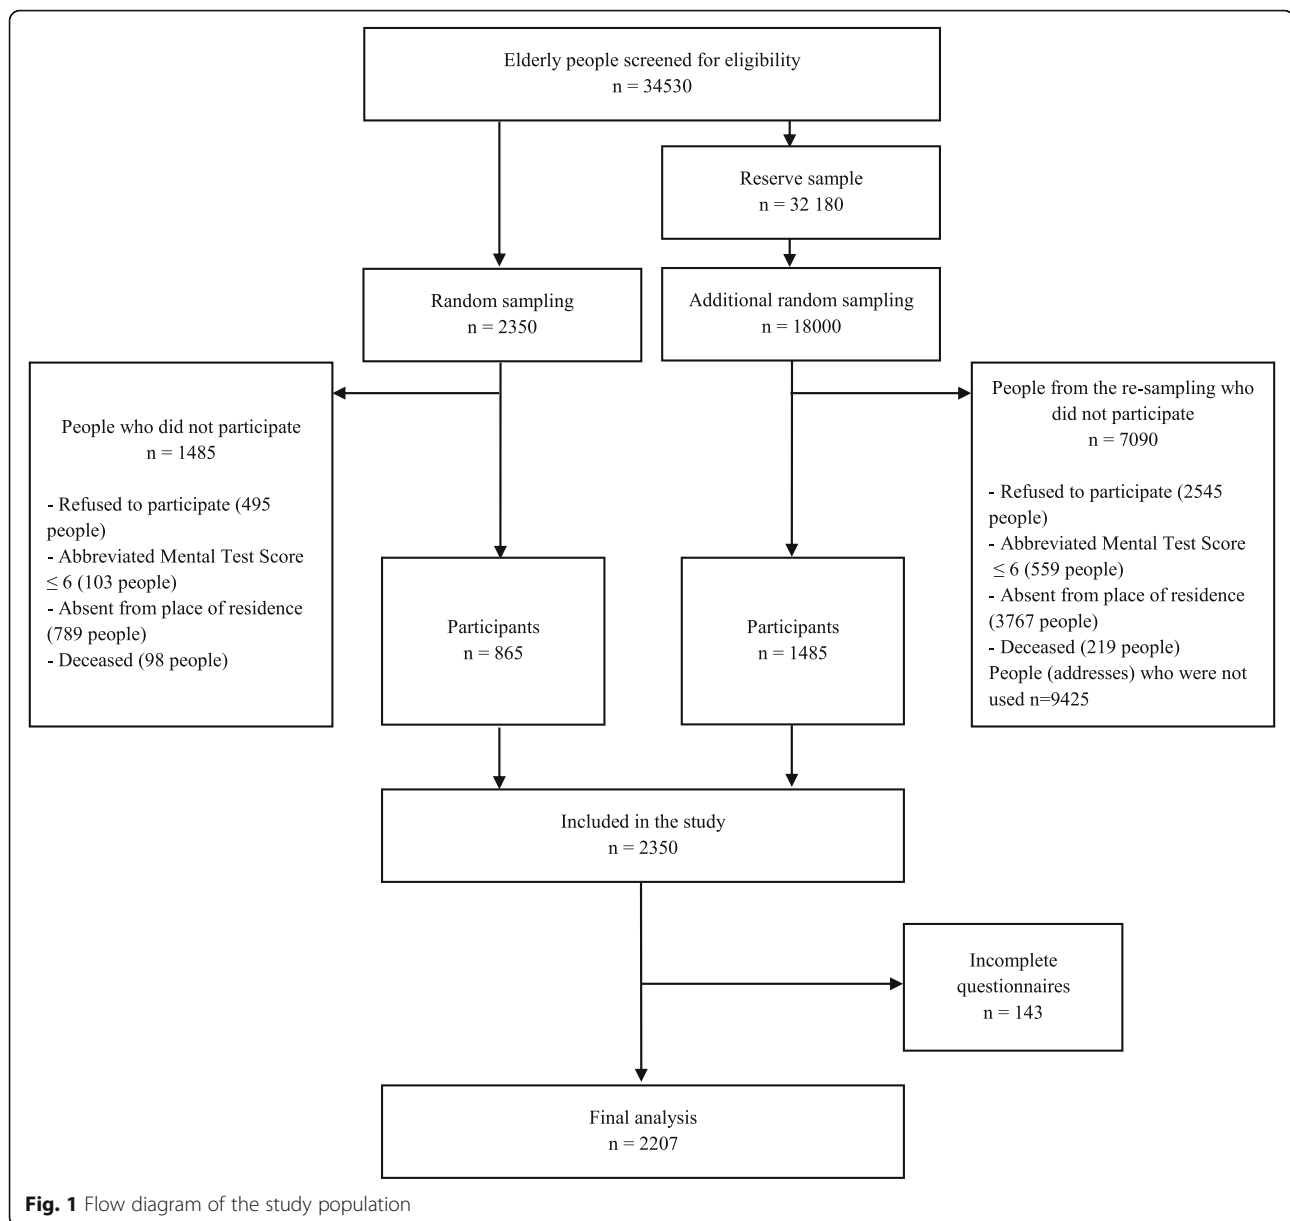 Elderly people screened for eligibility
n = 34530
Reserve sample
n = 32 180
Random sampling
n = 2350
Additional random sampling
n = 18000
People who did not participate
n = 1485
- Refused to participate (495
people)
- Abbreviated Mental Test Score
≤ 6 (103 people)
- Absent from place of residence
(789 people)
- Deceased (98 people)
People from the re-sampling who
did not participate
n = 7090
- Refused to participate (2545
people)
- Abbreviated Mental Test Score
≤ 6 (559 people)
- Absent from place of residence
(3767 people)
- Deceased (219 people)
People (addresses) who were not
used n=9425
Participants
n = 865
Participants
n = 1485
Included in the study
n = 2350
Incomplete
questionnaires
n = 143
Final analysis
n = 2207
Fig. 1 Flow diagram of the study population